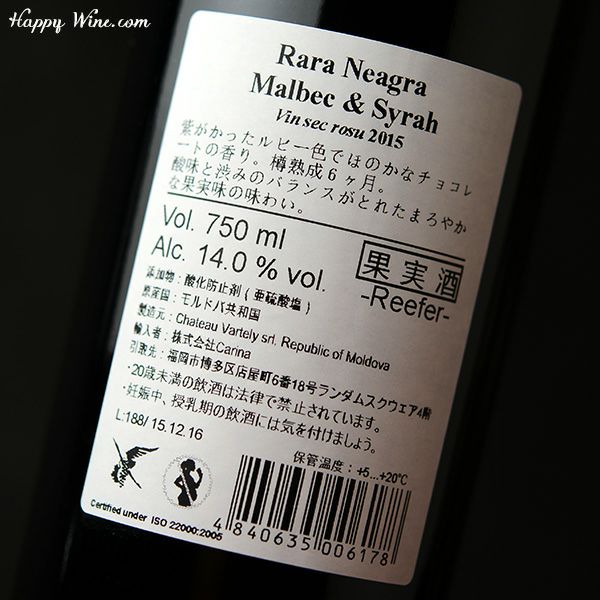 Happy Wine.com
Rara Neagra
Malbec & Syrah
Vin sec rosu 2015
紫がかったルビー色でほのかなチョコレ
ートの香り。樽熟成6ヶ月。
酸味と渋みのバランスがとれたまろやか
な果実味の味わい。
Vol. 750 ml
Alc. 14.0 % vol.
果実酒
-Reefer-
添加物：酸化防止剤（亜硫酸塩）
原産国：モルドバ共和国
製造元：Chateau Vartely srl, Republic of Moldova
輸入者：株式会社Carina
引取先：福岡市博多区店屋町6番18号ランダムスクウェア4階
・20歳未満の飲酒は法律で禁止されています。
・妊娠中、授乳期の飲酒には気を付けましょう。
L:188/ 15.12.16
保管温度：+5...+20℃
Certified under ISO 22000:2005
4 840635 006178